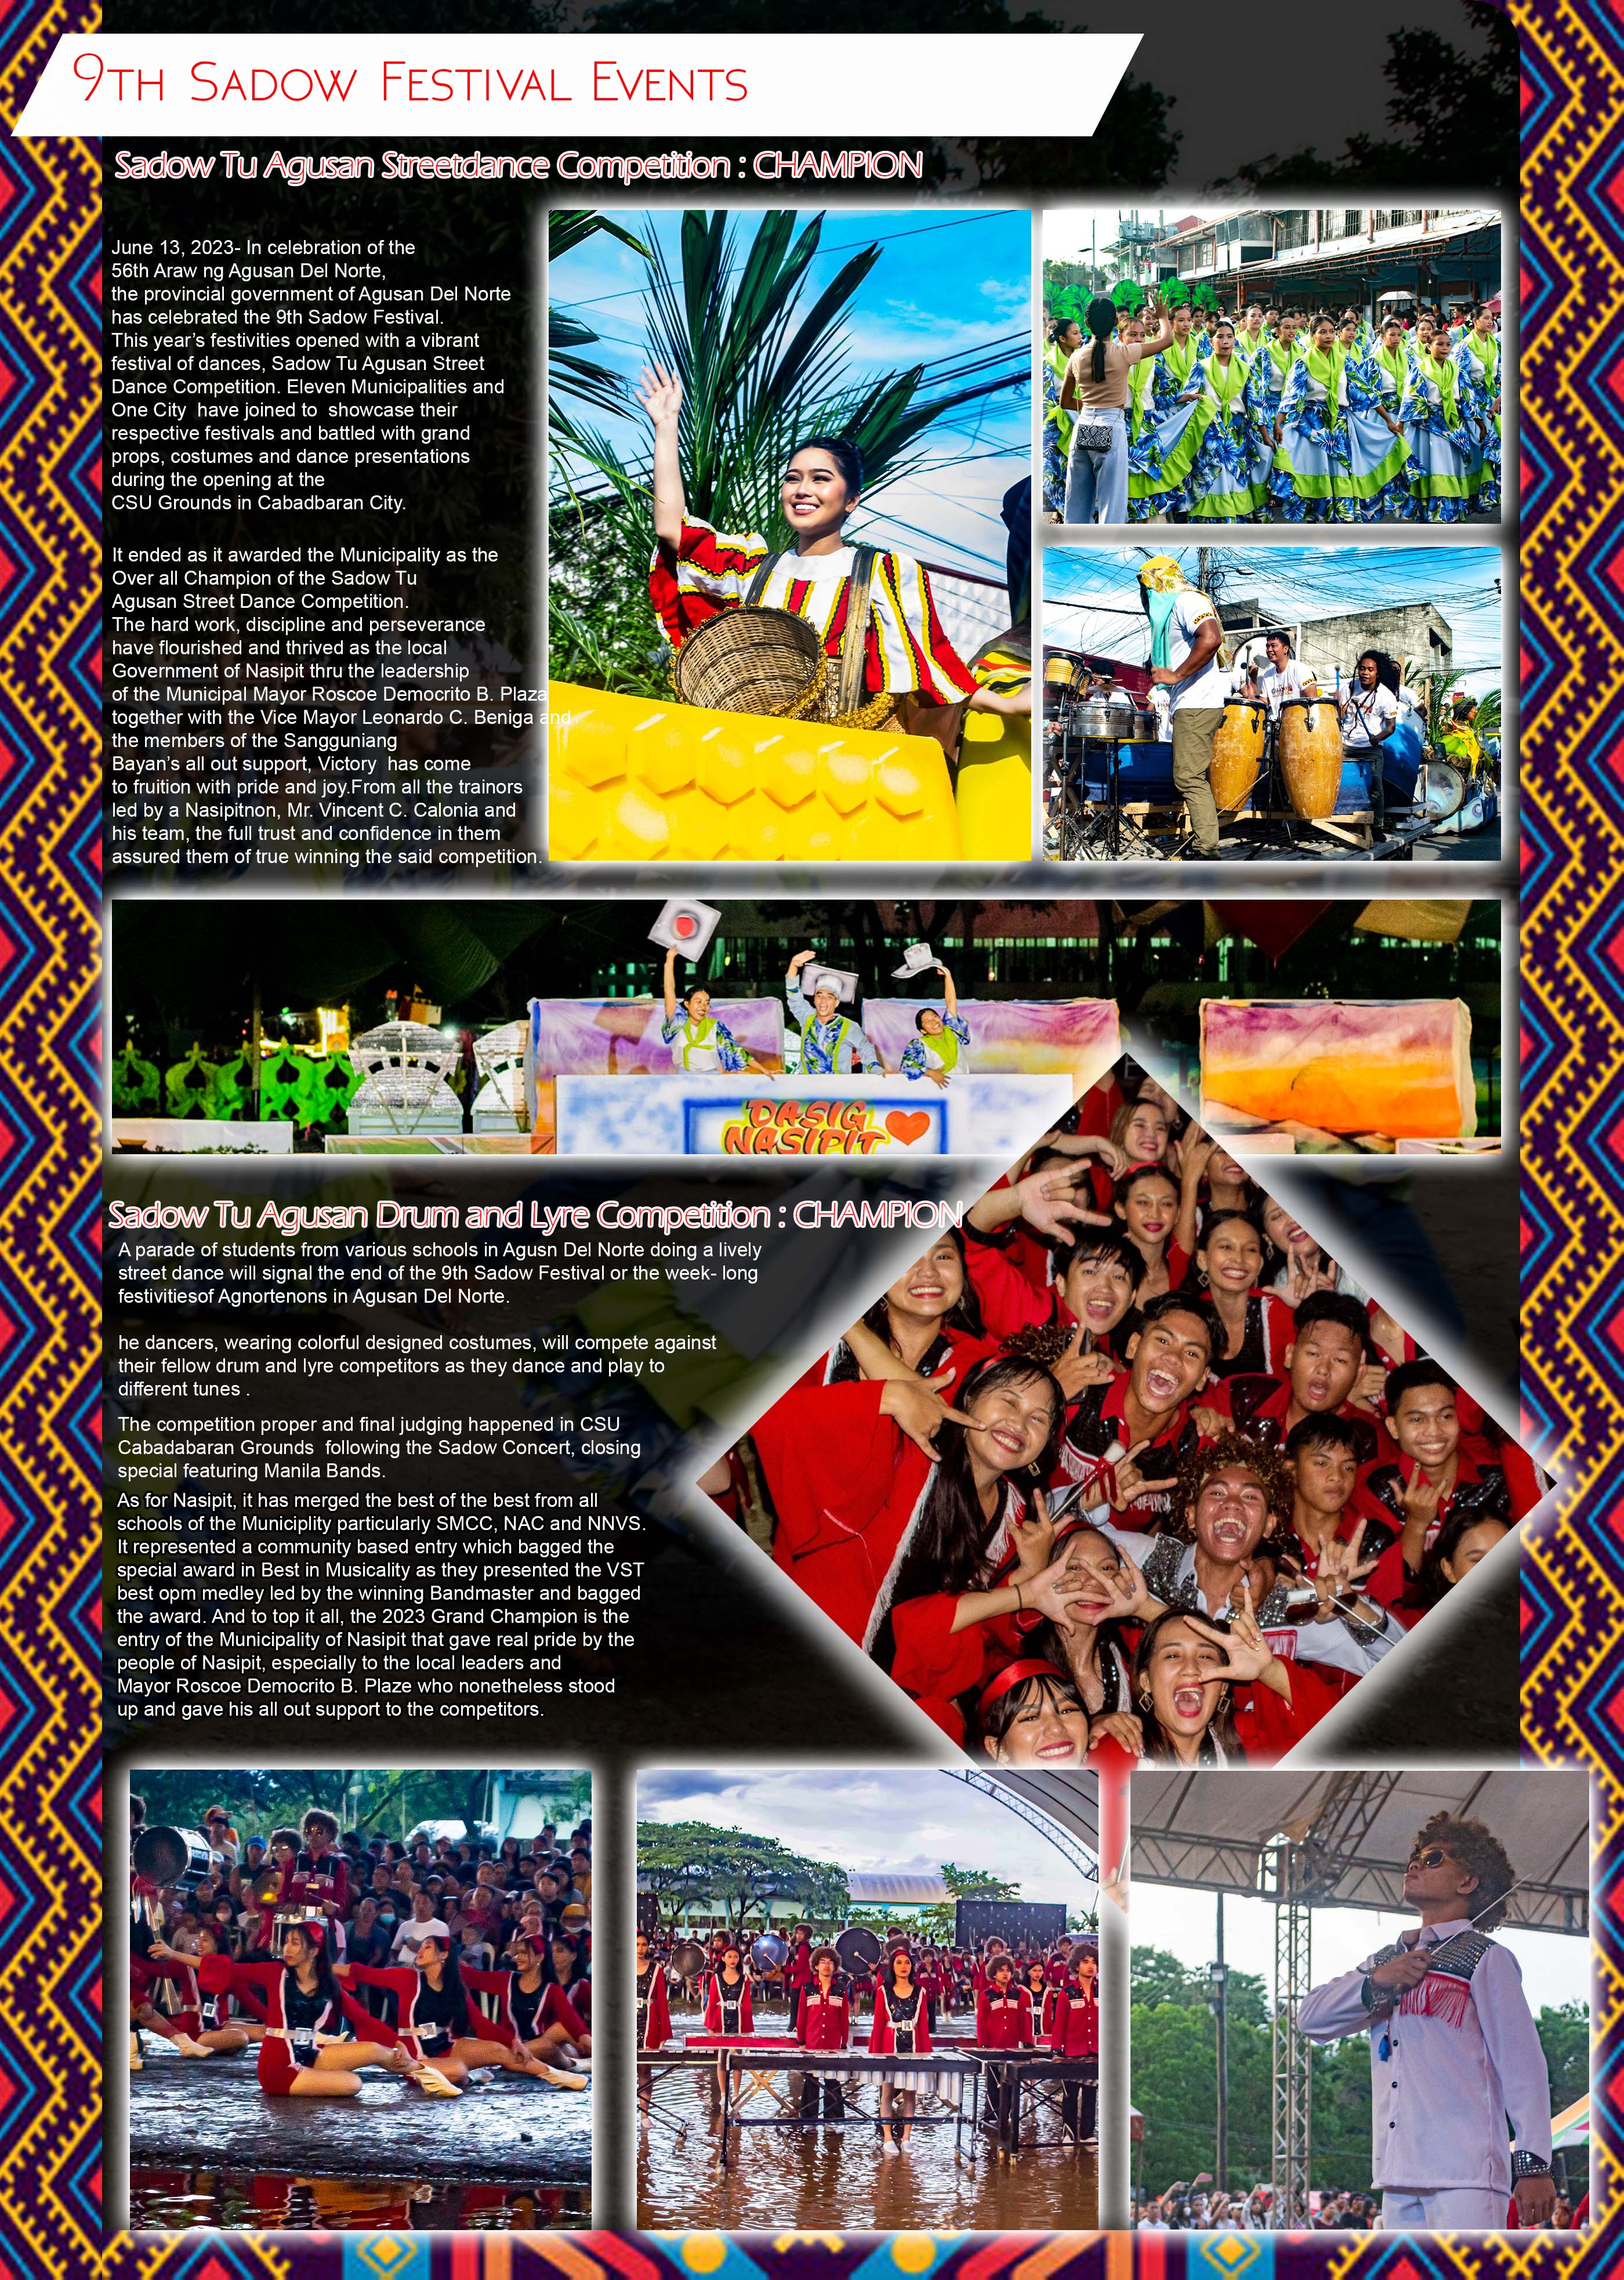 9th Sadow Festival Events
Sadow Tu Agusan Streetdance Competition : CHAMPION
June 13, 2023- In celebration of the
56th Araw ng Agusan Del Norte,
the provincial government of Agusan Del Norte
has celebrated the 9th Sadow Festival.
This year’s festivities opened with a vibrant
festival of dances, Sadow Tu Agusan Street
Dance Competition. Eleven Municipalities and
One City  have joined to  showcase their
respective festivals and battled with grand
props, costumes and dance presentations
during the opening at the
CSU Grounds in Cabadbaran City.
It ended as it awarded the Municipality as the
Over all Champion of the Sadow Tu
Agusan Street Dance Competition.
The hard work, discipline and perseverance
have flourished and thrived as the local
Government of Nasipit thru the leadership
of the Municipal Mayor Roscoe Democrito B. Plaza
together with the Vice Mayor Leonardo C. Beniga and
the members of the Sangguniang
Bayan’s all out support, Victory  has come
to fruition with pride and joy.From all the trainors
led by a Nasipitnon, Mr. Vincent C. Calonia and
his team, the full trust and confidence in them
assured them of true winning the said competition.
DASIG
NASIPIT
Sadow Tu Agusan Drum and Lyre Competition : CHAMPION
A parade of students from various schools in Agusn Del Norte doing a lively
street dance will signal the end of the 9th Sadow Festival or the week- long
festivitiesof Agnortenons in Agusan Del Norte.
he dancers, wearing colorful designed costumes, will compete against
their fellow drum and lyre competitors as they dance and play to
different tunes .
The competition proper and final judging happened in CSU
Cabadabaran Grounds  following the Sadow Concert, closing
special featuring Manila Bands.
As for Nasipit, it has merged the best of the best from all
schools of the Municiplity particularly SMCC, NAC and NNVS.
It represented a community based entry which bagged the
special award in Best in Musicality as they presented the VST
best opm medley led by the winning Bandmaster and bagged
the award. And to top it all, the 2023 Grand Champion is the
entry of the Municipality of Nasipit that gave real pride by the
people of Nasipit, especially to the local leaders and
Mayor Roscoe Democrito B. Plaze who nonetheless stood
up and gave his all out support to the competitors.